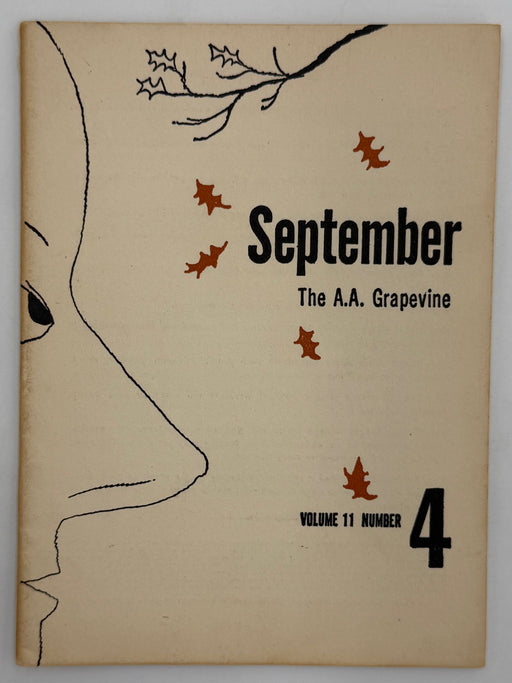 September
The A.A. Grapevine
VOLUME 11 NUMBER 4